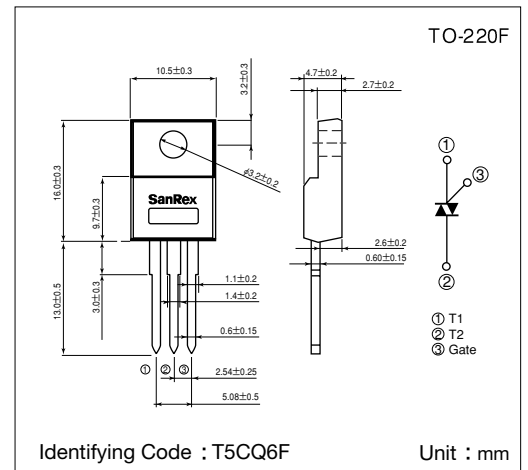 TO-220F
10.5±0.3
3.2±0.3
4.7±0.2
2.7±0.2
16.0±0.3
9.7±0.3
φ3.2±0.2
SanRex
①
③
②
13.0±0.5
3.0±0.3
1.1±0.2
1.4±0.2
0.6±0.15
2.6±0.2
0.60±0.15
① ② ③
2.54±0.25
5.08±0.5
① T1
② T2
③ Gate
Identifying Code : T5CQ6F
Unit : mm